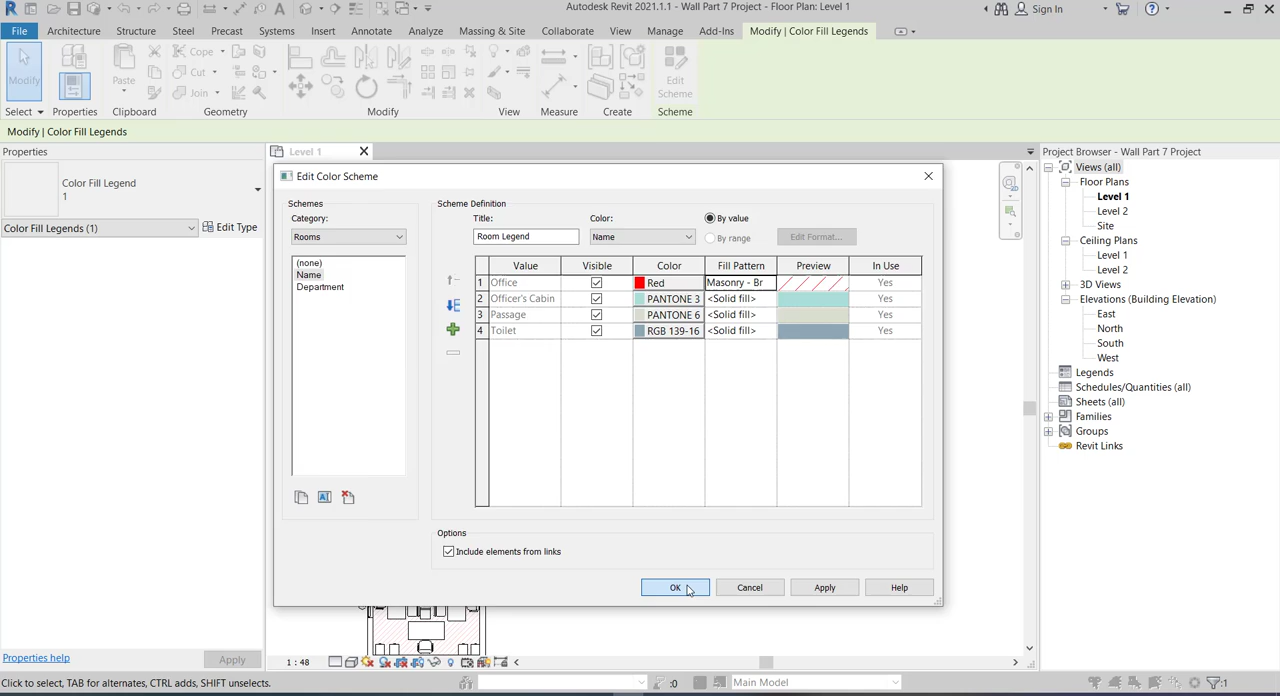 Autodesk Revit 2021.1.1 - Wall Part 7 Project - Floor Plan: Level 1
Sign In
File
Architecture
Structure
Steel
Precast
Systems
Insert
Annotate
Analyze
Massing & Site
Collaborate
View
Manage
Add-Ins
Modify | Color Fill Legends
Modify
Paste
Cope
Cut
Join
Edit
Scheme
Select
Properties
Clipboard
Geometry
Modify
View
Measure
Create
Scheme
Modify | Color Fill Legends
Properties
Level 1
Project Browser - Wall Part 7 Project
Color Fill Legend
1
Color Fill Legends (1)
Edit Type
Edit Color Scheme
Schemes
Category:
Rooms
(none)
Name
Department
Scheme Definition
Title:
Room Legend
Color:
Name
By value
By range
Edit Format...
Value Visible Color Fill Pattern Preview In Use
1 Office Red Masonry - Br Yes
2 Officer's Cabin PANTONE 3 <Solid fill> Yes
3 Passage PANTONE 6 <Solid fill> Yes
4 Toilet RGB 139-16 <Solid fill> Yes
Options
Include elements from links
OK
Cancel
Apply
Help
Views (all)
Floor Plans
Level 1
Level 2
Site
Ceiling Plans
Level 1
Level 2
3D Views
Elevations (Building Elevation)
East
North
South
West
Legends
Schedules/Quantities (all)
Sheets (all)
Families
Groups
Revit Links
Properties help
Apply
1 : 48
Click to select, TAB for alternates, CTRL adds, SHIFT unselects.
:0
Main Model
:1